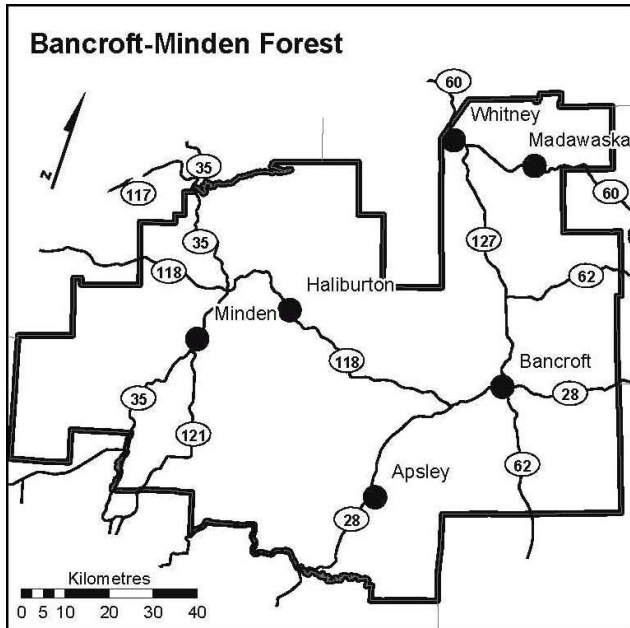 Bancroft-Minden Forest
60
Whitney
Madawaska
z
35
117
60
35
127
118
62
Haliburton
Minden
118
Bancroft
28
35
121
Apsley
62
28
Kilometres
0 5 10 20 30 40